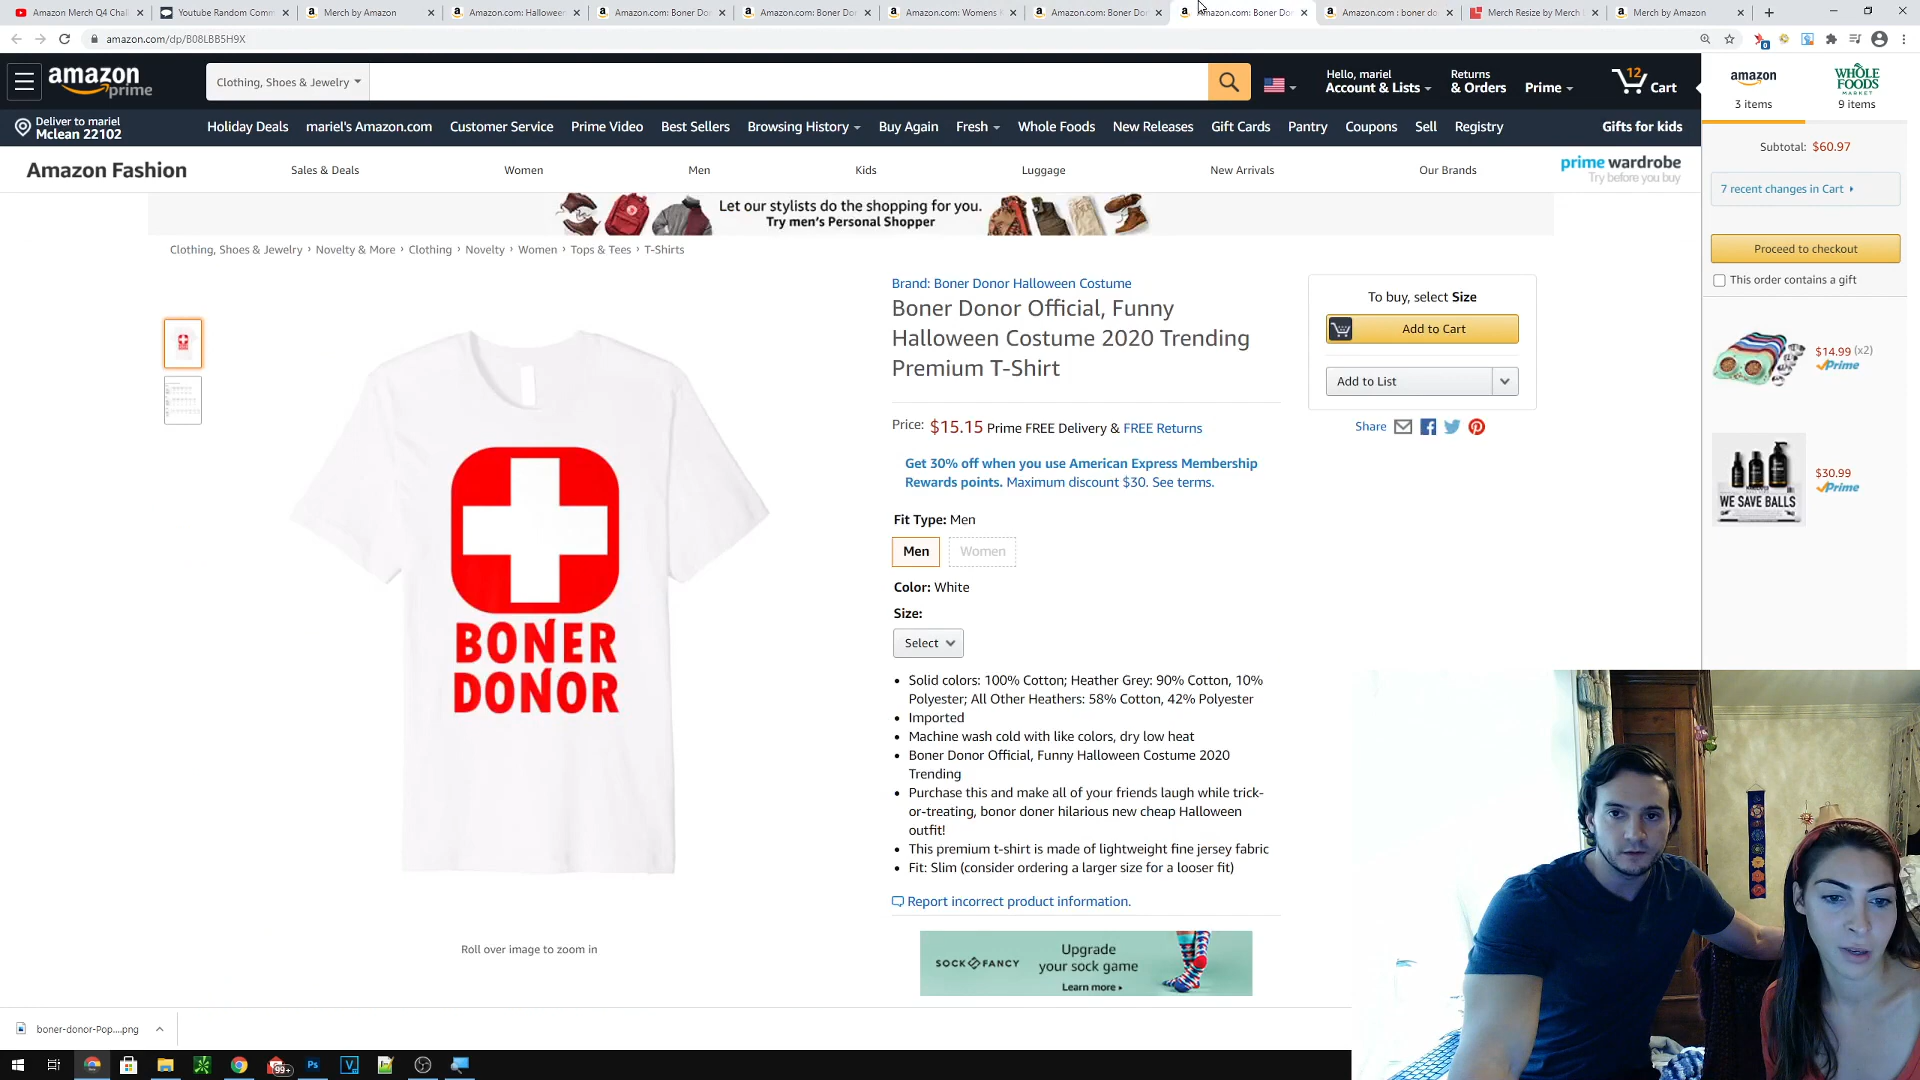 Amazon Merch Q4 Chall
Youtube Random Comm
Merch by Amazon
Amazon.com: Halloween
Amazon.com: Boner Do
Amazon.com: Boner Do
Amazon.com: Womens
Amazon.com: Boner Do
Amazon.com: Boner Do
Amazon.com : boner do
Merch Resize by Merch
Merch by Amazon
amazon.com/dp/B08LBB5H9X
amazon prime
Clothing, Shoes & Jewelry
Hello, mariel
Account & Lists
Returns
& Orders
Prime
12
Cart
Deliver to mariel
Mclean 22102
Holiday Deals mariel's Amazon.com Customer Service Prime Video Best Sellers Browsing History Buy Again Fresh Whole Foods New Releases Gift Cards Pantry Coupons Sell Registry Gifts for kids
Amazon Fashion Sales & Deals Women Men Kids Luggage New Arrivals Our Brands
prime wardrobe
Try before you buy
Let our stylists do the shopping for you.
Try men's Personal Shopper
Clothing, Shoes & Jewelry › Novelty & More › Clothing › Novelty › Women › Tops & Tees › T-Shirts
BONER
DONOR
Roll over image to zoom in
Brand: Boner Donor Halloween Costume
Boner Donor Official, Funny
Halloween Costume 2020 Trending
Premium T-Shirt
Price: $15.15 Prime FREE Delivery & FREE Returns
Get 30% off when you use American Express Membership
Rewards points. Maximum discount $30. See terms.
Fit Type: Men
Men Women
Color: White
Size:
Select
• Solid colors: 100% Cotton; Heather Grey: 90% Cotton, 10%
Polyester; All Other Heathers: 58% Cotton, 42% Polyester
• Imported
• Machine wash cold with like colors, dry low heat
• Boner Donor Official, Funny Halloween Costume 2020
Trending
• Purchase this and make all of your friends laugh while trick-
or-treating, bonor doner hilarious new cheap Halloween
outfit!
• This premium t-shirt is made of lightweight fine jersey fabric
• Fit: Slim (consider ordering a larger size for a looser fit)
Report incorrect product information.
SOCK FANCY
Upgrade
your sock game
Learn more
To buy, select Size
Add to Cart
Add to List
Share
amazon
3 items
WHOLE
FOODS
MARKET
9 items
Subtotal: $60.97
7 recent changes in Cart
Proceed to checkout
This order contains a gift
$14.99 (x2)
Prime
WE SAVE BALLS
$30.99
Prime
boner-donor-Pop....png
99+
Ps